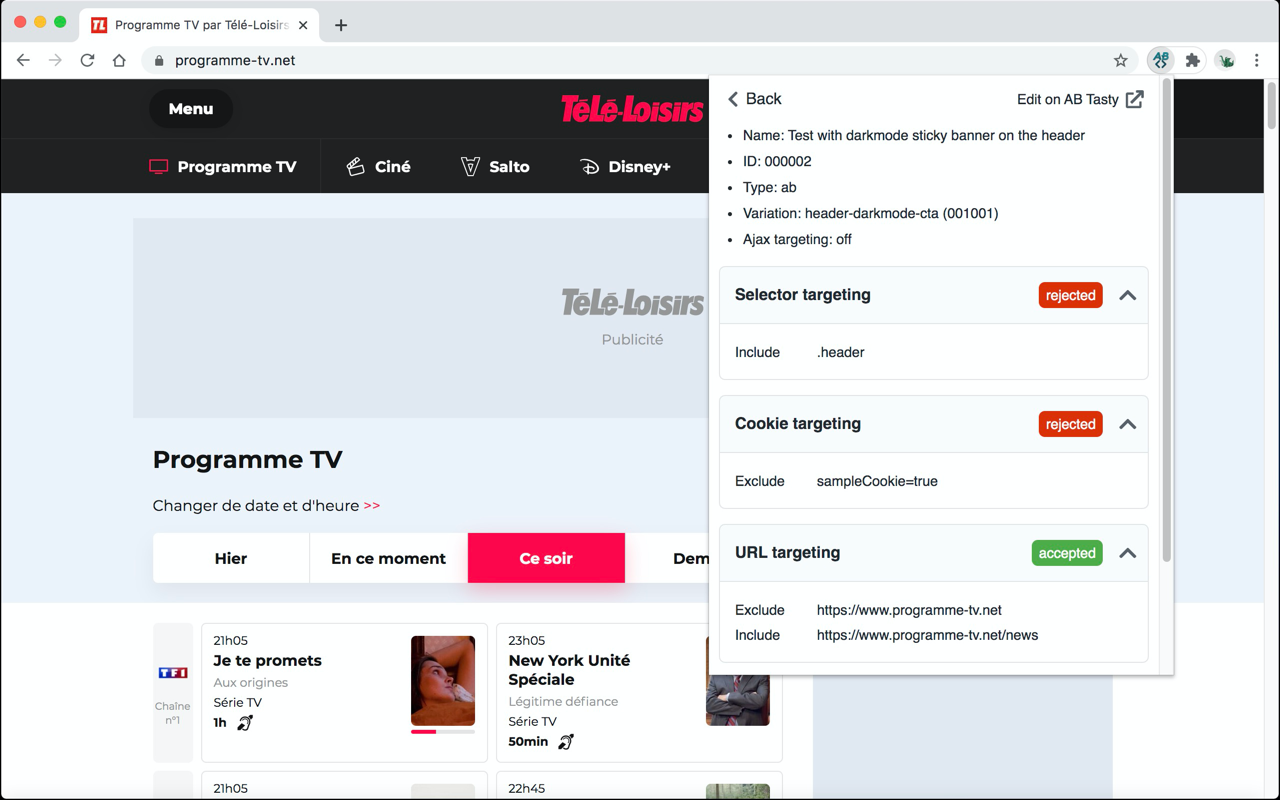 TL Programme TV par Télé-Loisirs
programme-tv.net
AB
Menu
TéLé-Loisirs
Programme TV
Ciné
Salto
Disney+
TéLé-Loisirs
Publicité
Programme TV
Changer de date et d'heure >>
Hier
En ce moment
Ce soir
Dem
TF1
Chaîne
n°1
21h05
Je te promets
Aux origines
Série TV
1h
23h05
New York Unité
Spéciale
Légitime défiance
Série TV
50min
21h05
22h45
Back
Edit on AB Tasty
• Name: Test with darkmode sticky banner on the header
• ID: 000002
• Type: ab
• Variation: header-darkmode-cta (001001)
• Ajax targeting: off
Selector targeting rejected
Include .header
Cookie targeting rejected
Exclude sampleCookie=true
URL targeting accepted
Exclude https://www.programme-tv.net
Include https://www.programme-tv.net/news